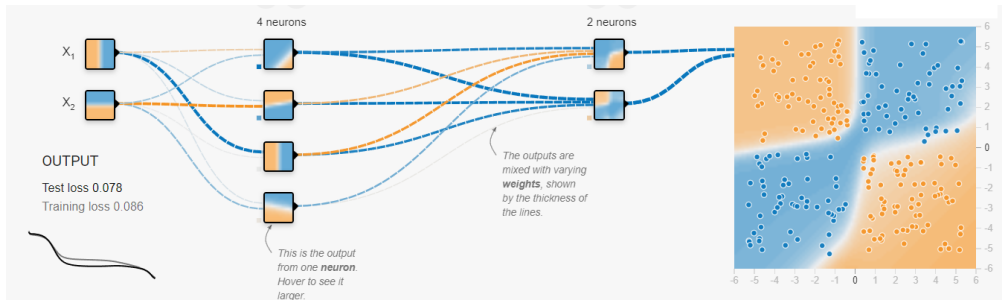 4 neurons
2 neurons
X1
X2
OUTPUT
Test loss 0.078
Training loss 0.086
This is the output
from one neuron.
Hover to see it
larger.
The outputs are
mixed with varying
weights, shown
by the thickness of
the lines.
6
5
4
3
2
1
0
-1
-2
-3
-4
-5
-6
-6 -5 -4 -3 -2 -1 0 1 2 3 4 5 6